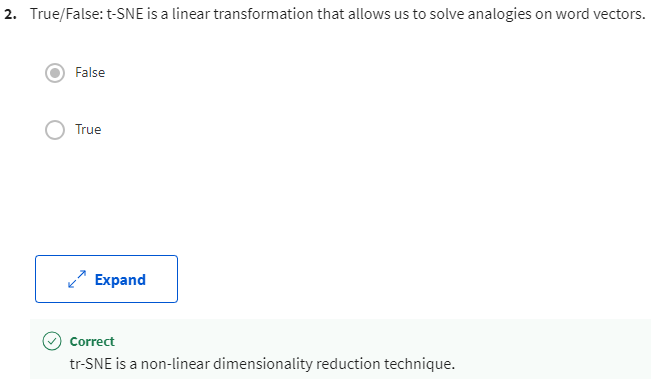 2. True/False: t-SNE is a linear transformation that allows us to solve analogies on word vectors.
False
True
Expand
Correct
tr-SNE is a non-linear dimensionality reduction technique.